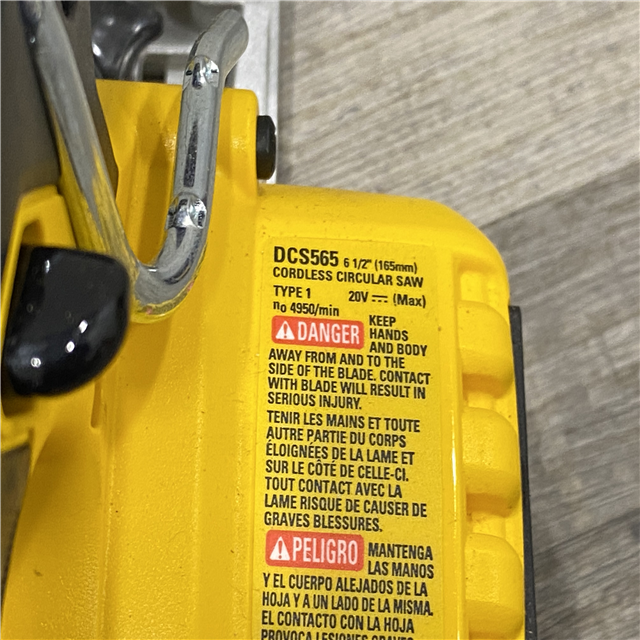 DCS565 6 1/2" (165mm)
CORDLESS CIRCULAR SAW
TYPE 1 20V ⎓ (Max)
n₀ 4950/min
DANGER KEEP
HANDS
AND BODY
AWAY FROM AND TO THE
SIDE OF THE BLADE. CONTACT
WITH BLADE WILL RESULT IN
SERIOUS INJURY.
TENIR LES MAINS ET TOUTE
AUTRE PARTIE DU CORPS
ÉLOIGNÉES DE LA LAME ET
SUR LE CÔTÉ DE CELLE-CI.
TOUT CONTACT AVEC LA
LAME RISQUE DE CAUSER DE
GRAVES BLESSURES.
PELIGRO MANTENGA
LAS MANOS
Y EL CUERPO ALEJADOS DE LA
HOJA Y A UN LADO DE LA MISMA.
EL CONTACTO CON LA HOJA
PROVOCA LESIONES GRAVES